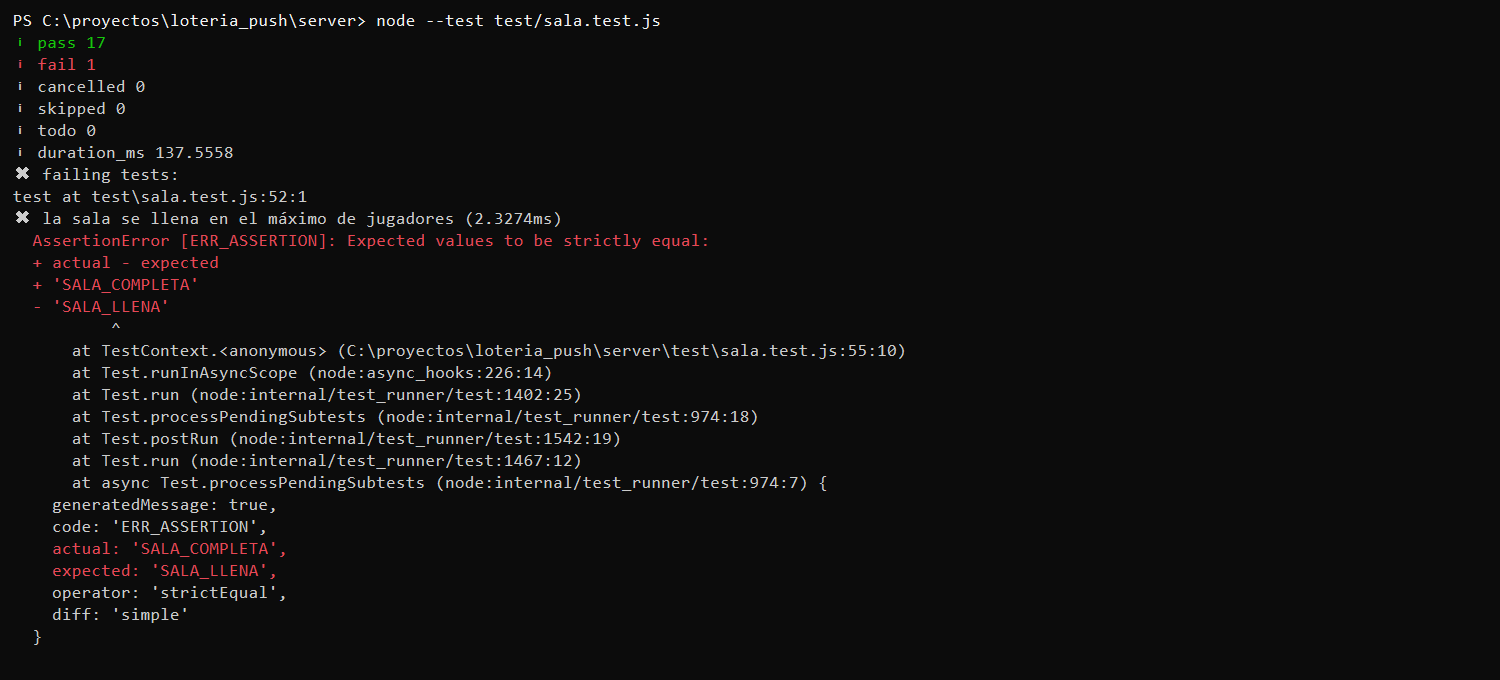 PS C:\proyectos\loteria_push\server> node --test test/sala.test.js
ℹ pass 17
ℹ fail 1
ℹ cancelled 0
ℹ skipped 0
ℹ todo 0
ℹ duration_ms 137.5558
✖ failing tests:
test at test\sala.test.js:52:1
✖ la sala se llena en el máximo de jugadores (2.3274ms)
  AssertionError [ERR_ASSERTION]: Expected values to be strictly equal:
  + actual - expected
  + 'SALA_COMPLETA'
  - 'SALA_LLENA'
          ^
      at TestContext.<anonymous> (C:\proyectos\loteria_push\server\test\sala.test.js:55:10)
      at Test.runInAsyncScope (node:async_hooks:226:14)
      at Test.run (node:internal/test_runner/test:1402:25)
      at Test.processPendingSubtests (node:internal/test_runner/test:974:18)
      at Test.postRun (node:internal/test_runner/test:1542:19)
      at Test.run (node:internal/test_runner/test:1467:12)
      at async Test.processPendingSubtests (node:internal/test_runner/test:974:7) {
    generatedMessage: true,
    code: 'ERR_ASSERTION',
    actual: 'SALA_COMPLETA',
    expected: 'SALA_LLENA',
    operator: 'strictEqual',
    diff: 'simple'
  }